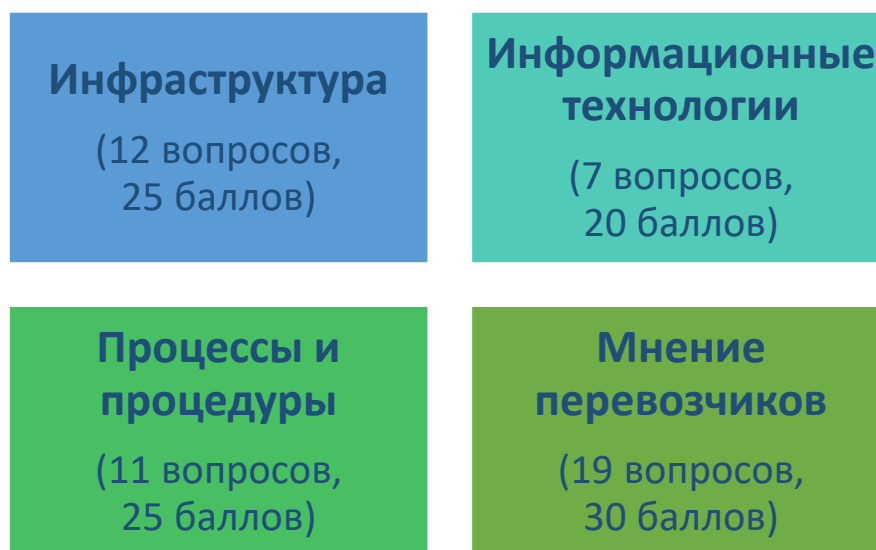 Инфраструктура
(12 вопросов,
25 баллов)
Информационные
технологии
(7 вопросов,
20 баллов)
Процессы и
процедуры
(11 вопросов,
25 баллов)
Мнение
перевозчиков
(19 вопросов,
30 баллов)